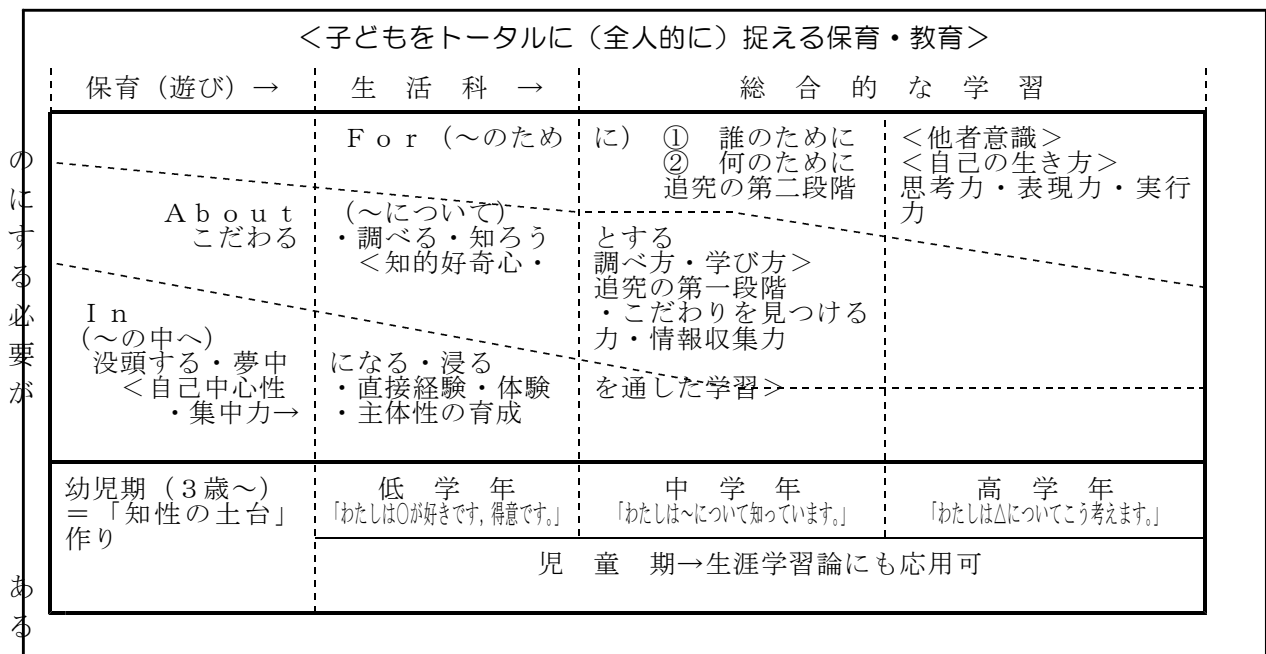 ＜子どもをトータルに（全人的に）捉える保育・教育＞
保育（遊び）→ 生活科→ 総合的な学習
Ｆｏｒ（～のために） ① 誰のために ＜他者意識＞
② 何のために ＜自己の生き方＞
追究の第二段階 思考力・表現力・実行力
Ａｂｏｕｔ（～について）
こだわる ・調べる・知ろうとする
＜知的好奇心・調べ方・学び方＞
追究の第一段階
・こだわりを見つける力・情報収集力
Ｉｎ
（～の中へ）
没頭する・夢中になる・浸る
＜自己中心性 ・直接経験・体験を通した学習＞
・集中力→ ・主体性の育成
幼児期（３歳～）
＝「知性の土台」
作り
低学年 中学年 高学年
「わたしは○が好きです，得意です。」 「わたしは～について知っています。」 「わたしは△についてこう考えます。」
児童期→生涯学習論にも応用可
のにする必要が
ある